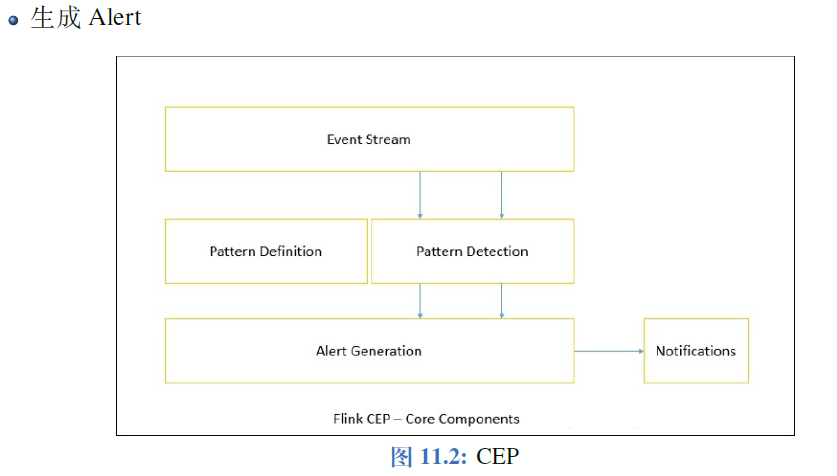 生成 Alert
Event Stream
Pattern Definition
Pattern Detection
Alert Generation
Notifications
Flink CEP – Core Components
图 11.2: CEP